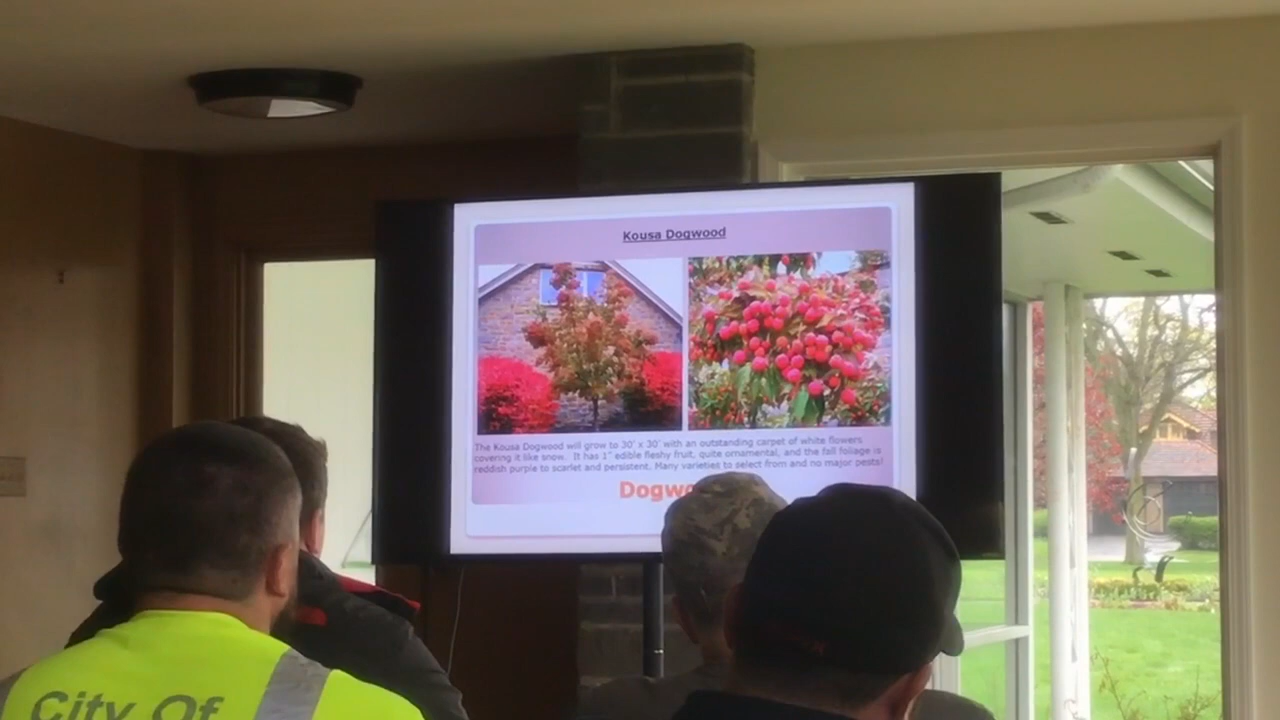 Kousa Dogwood
The Kousa Dogwood will grow to 30' x 30' with an outstanding carpet of white flowers
covering it like snow. It has 1" edible fleshy fruit, quite ornamental, and the fall foliage is
reddish purple to scarlet and persistent. Many varieties to select from and no major pests!
Dogwo
City Of